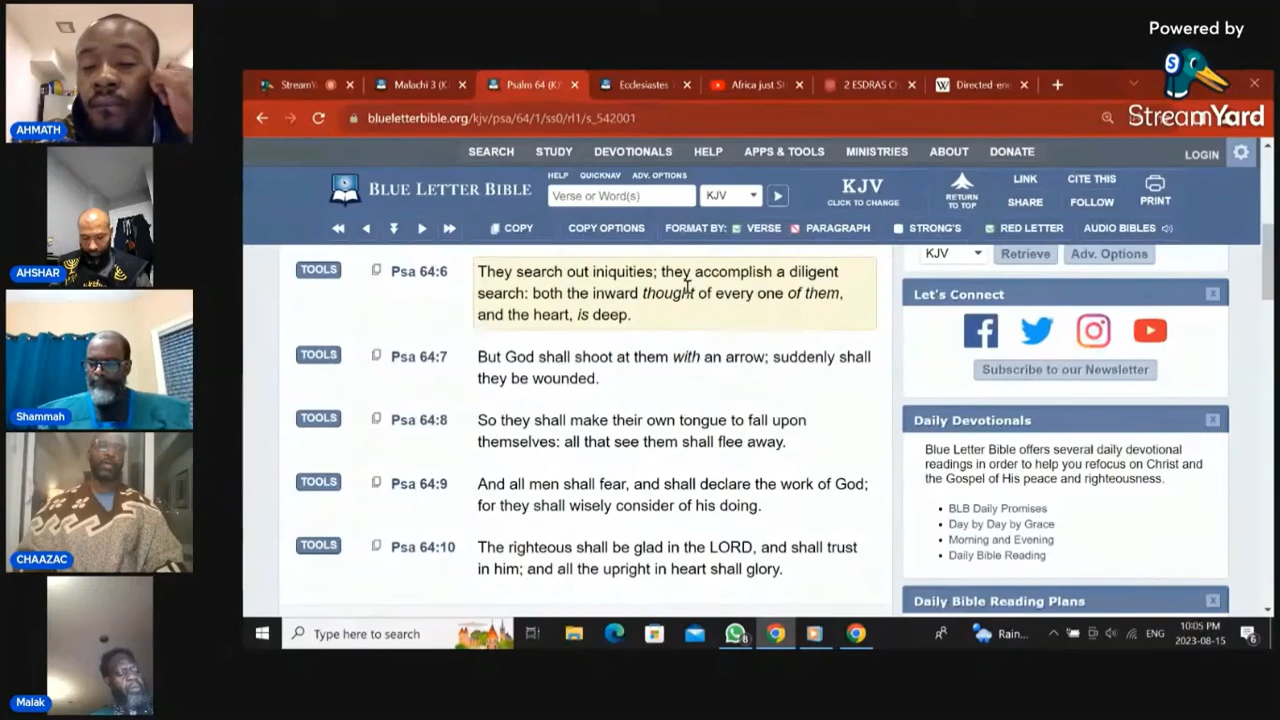 Powered by
StreamYard
AHMATH
AHSHAR
Shammah
CHAAZAC
Malak
StreamY
Malachi 3 (K
Psalm 64 (K
Ecclesiastes
Africa just S
2 ESDRAS C
Directed-en
blueletterbible.org/kjv/psa/64/1/ss0/rl1/s_542001
SEARCH STUDY DEVOTIONALS HELP APPS & TOOLS MINISTRIES ABOUT DONATE
LOGIN
BLUE LETTER BIBLE
HELP QUICKNAV ADV. OPTIONS
Verse or Word(s)
KJV
KJV
CLICK TO CHANGE
RETURN
TO TOP
LINK
SHARE
CITE THIS
FOLLOW
PRINT
COPY COPY OPTIONS FORMAT BY: VERSE PARAGRAPH STRONG'S RED LETTER AUDIO BIBLES
TOOLS Psa 64:6 They search out iniquities; they accomplish a diligent
search: both the inward thought of every one of them,
and the heart, is deep.
TOOLS Psa 64:7 But God shall shoot at them with an arrow; suddenly shall
they be wounded.
TOOLS Psa 64:8 So they shall make their own tongue to fall upon
themselves: all that see them shall flee away.
TOOLS Psa 64:9 And all men shall fear, and shall declare the work of God;
for they shall wisely consider of his doing.
TOOLS Psa 64:10 The righteous shall be glad in the LORD, and shall trust
in him; and all the upright in heart shall glory.
KJV Retrieve Adv. Options
Let's Connect
Subscribe to our Newsletter
Daily Devotionals
Blue Letter Bible offers several daily devotional
readings in order to help you refocus on Christ and
the Gospel of His peace and righteousness.
BLB Daily Promises
Day by Day by Grace
Morning and Evening
Daily Bible Reading
Daily Bible Reading Plans
Type here to search
8
Rain...
ENG
10:05 PM
2023-08-15
6